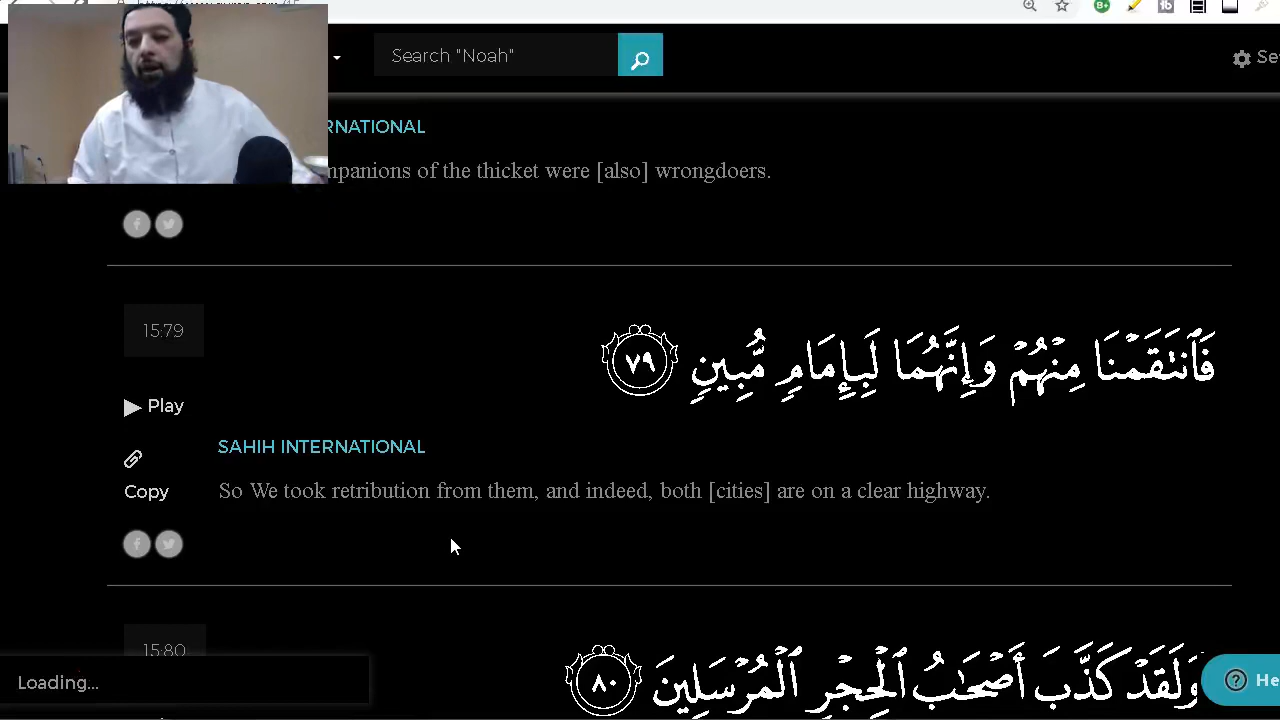 Search "Noah"
RNATIONAL
mpanions of the thicket were [also] wrongdoers.
15:79
فَٱنتَقَمْنَا مِنْهُمْ وَإِنَّهُمَا لَبِإِمَامٍ مُّبِينٍ ٧٩
Play
SAHIH INTERNATIONAL
Copy
So We took retribution from them, and indeed, both [cities] are on a clear highway.
15:80
وَلَقَدْ كَذَّبَ أَصْحَٰبُ ٱلْحِجْرِ ٱلْمُرْسَلِينَ ٨٠
Loading...
He